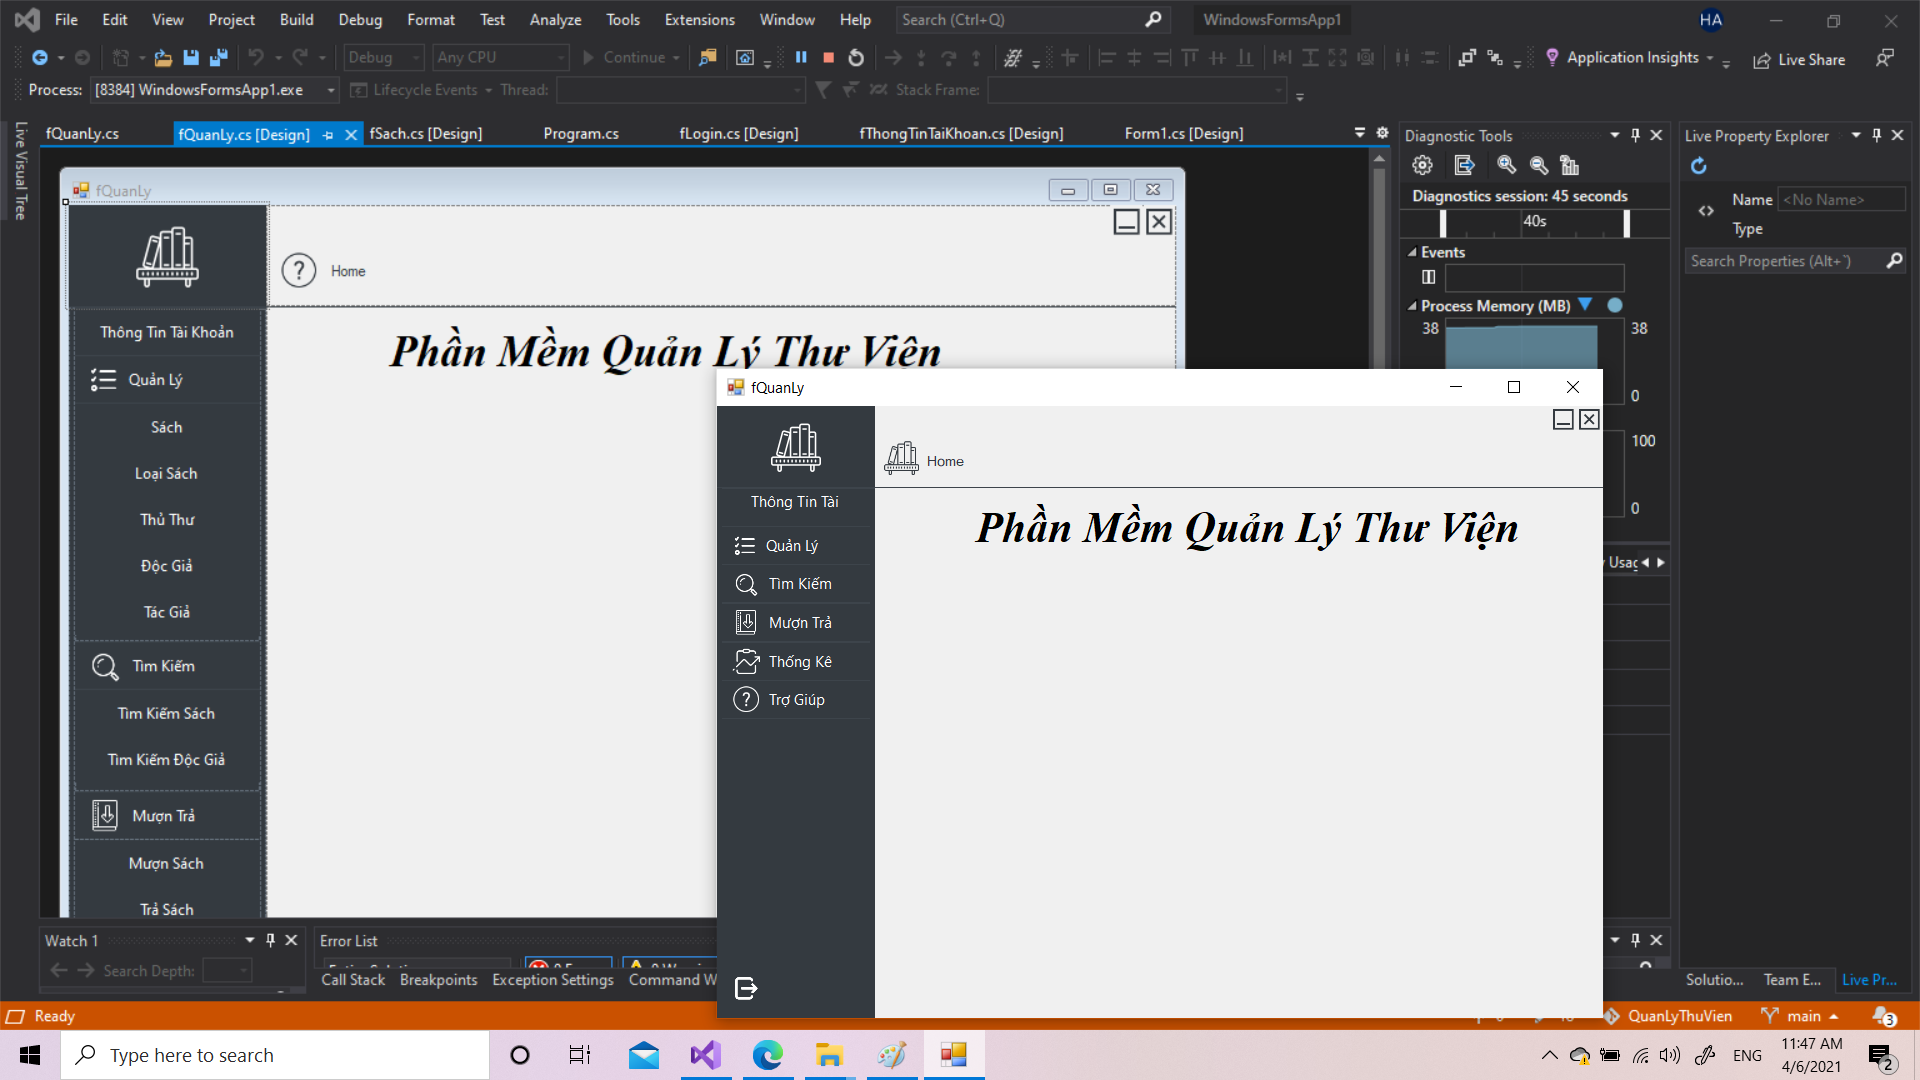 File Edit View Project Build Debug Format Test Analyze Tools Extensions Window Help Search (Ctrl+Q) WindowsFormsApp1 HA
Debug Any CPU Continue Application Insights Live Share
Process: [8384] WindowsFormsApp1.exe Lifecycle Events Thread: Stack Frame:
Live Visual Tree
fQuanLy.cs fQuanLy.cs [Design] fSach.cs [Design] Program.cs fLogin.cs [Design] fThongTinTaiKhoan.cs [Design] Form1.cs [Design]
fQuanLy
Home
Phần Mềm Quản Lý Thư Viện
Thông Tin Tài Khoản
Quản Lý
Sách
Loại Sách
Thủ Thư
Độc Giả
Tác Giả
Tìm Kiếm
Tìm Kiếm Sách
Tìm Kiếm Độc Giả
Mượn Trả
Mượn Sách
Trả Sách
fQuanLy
Home
Phần Mềm Quản Lý Thư Viện
Thông Tin Tài
Quản Lý
Tìm Kiếm
Mượn Trả
Thống Kê
Trợ Giúp
Diagnostic Tools
Diagnostics session: 45 seconds
40s
Events
Process Memory (MB)
38 38
0
100
0
Live Property Explorer
Name <No Name>
Type
Search Properties (Alt+`)
Watch 1
Search Depth:
Error List
Call Stack Breakpoints Exception Settings Command W
Solutio... Team E... Live Pr...
Ready QuanLyThuVien main 3
Type here to search ENG 11:47 AM
4/6/2021 2